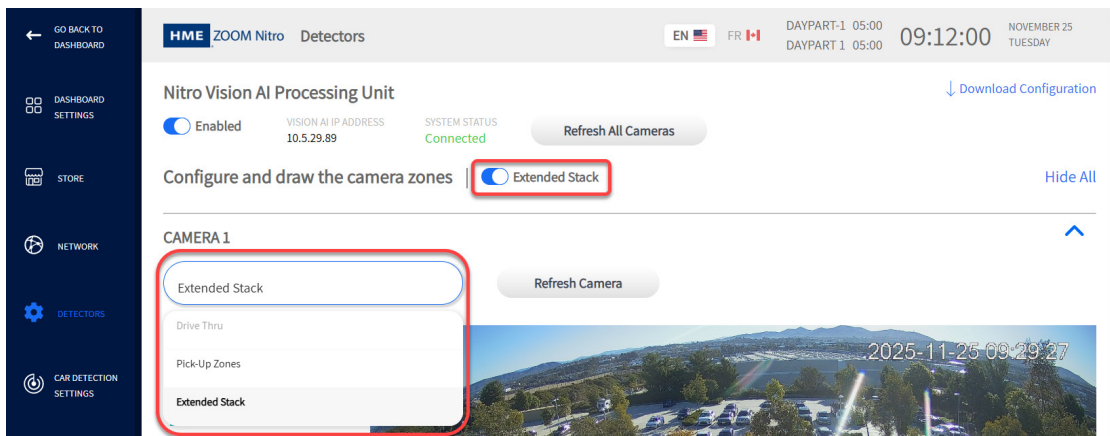 GO BACK TO
DASHBOARD
HME ZOOM Nitro Detectors
EN
FR
DAYPART-1 05:00
DAYPART 1 05:00
09:12:00
NOVEMBER 25
TUESDAY
DASHBOARD
SETTINGS
STORE
NETWORK
DETECTORS
CAR DETECTION
SETTINGS
Nitro Vision AI Processing Unit
Download Configuration
Enabled
VISION AI IP ADDRESS
10.5.29.89
SYSTEM STATUS
Connected
Refresh All Cameras
Configure and draw the camera zones | Extended Stack
Hide All
CAMERA 1
Extended Stack
Refresh Camera
Drive Thru
Pick-Up Zones
Extended Stack
2025-11-25 09:29:27